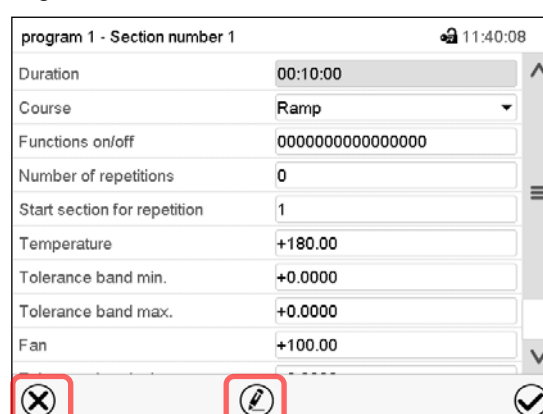 program 1 - Section number 1 11:40:08
Duration 00:10:00
Course Ramp
Functions on/off 0000000000000000
Number of repetitions 0
Start section for repetition 1
Temperature +180.00
Tolerance band min. +0.0000
Tolerance band max. +0.0000
Fan +100.00